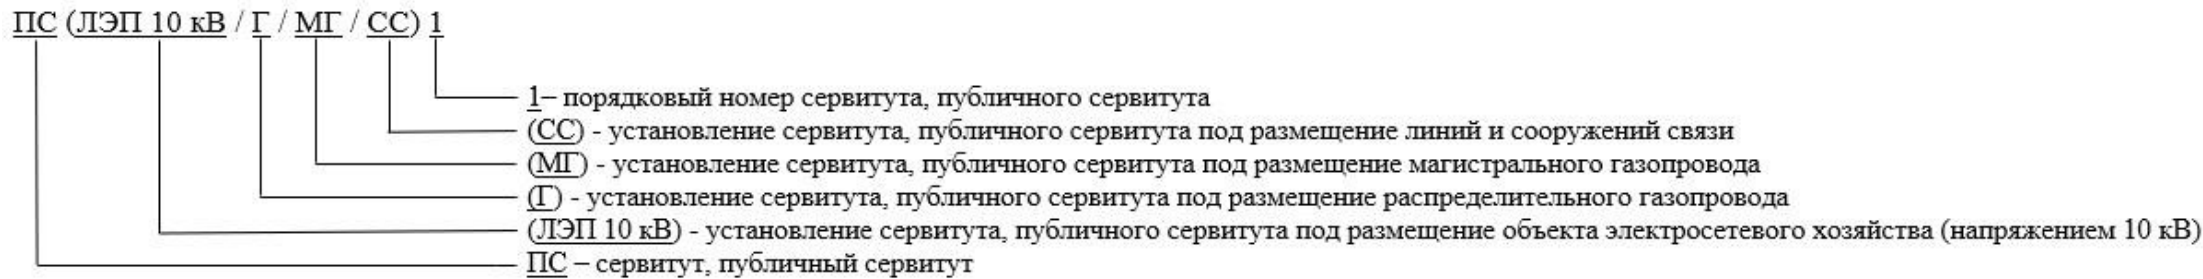 ПС (ЛЭП 10 кВ / Г / МГ / СС) 1
1– порядковый номер сервитута, публичного сервитута
(СС) - установление сервитута, публичного сервитута под размещение линий и сооружений связи
(МГ) - установление сервитута, публичного сервитута под размещение магистрального газопровода
(Г) - установление сервитута, публичного сервитута под размещение распределительного газопровода
(ЛЭП 10 кВ) - установление сервитута, публичного сервитута под размещение объекта электросетевого хозяйства (напряжением 10 кВ)
ПС – сервитут, публичный сервитут